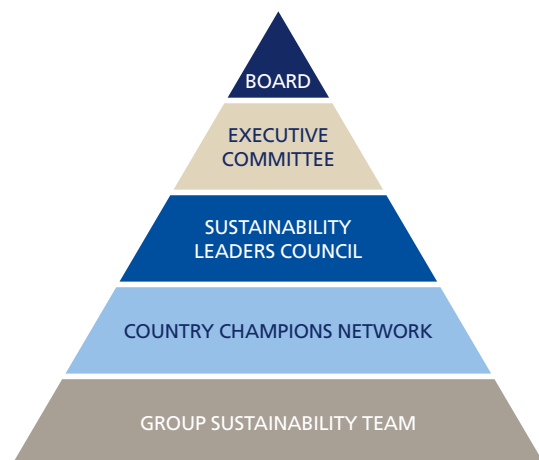 BOARD
EXECUTIVE
COMMITTEE
SUSTAINABILITY
LEADERS COUNCIL
COUNTRY CHAMPIONS NETWORK
GROUP SUSTAINABILITY TEAM